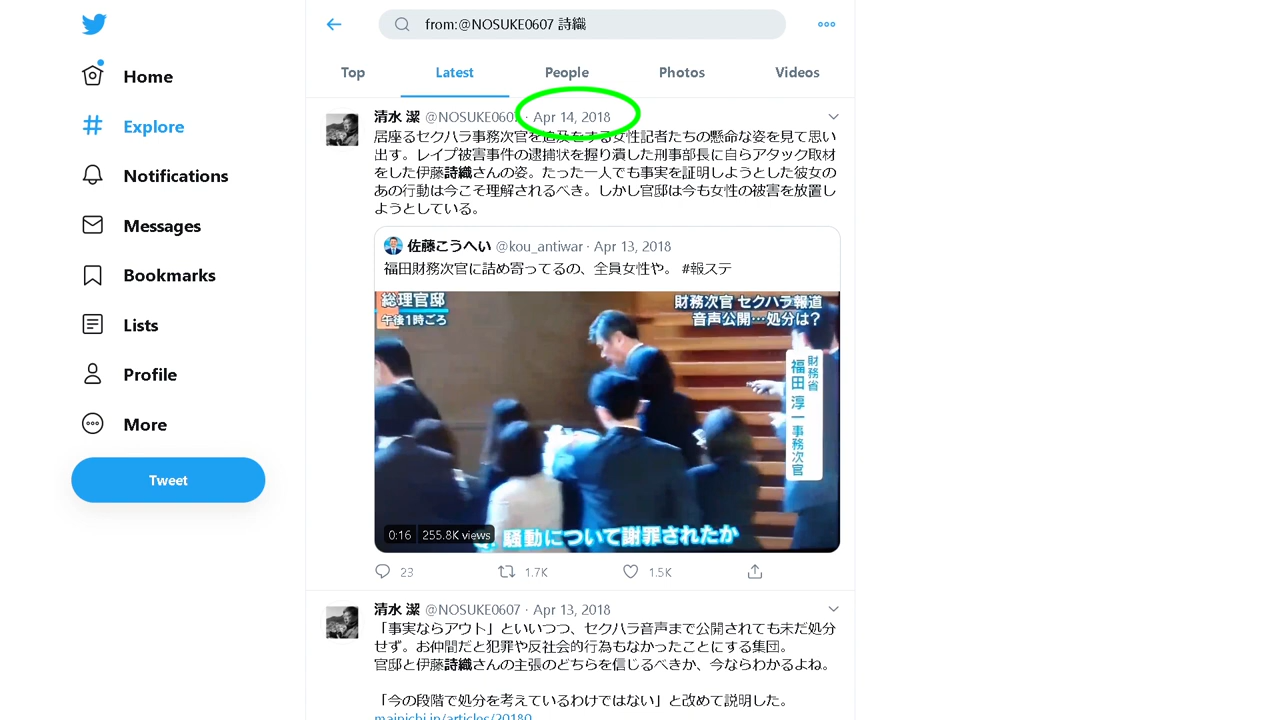 from:@NOSUKE0607 詩織
Home
Explore
Notifications
Messages
Bookmarks
Lists
Profile
More
Tweet
Top Latest People Photos Videos
清水 潔 @NOSUKE0607 · Apr 14, 2018
居座るセクハラ事務次官を追及をする女性記者たちの懸命な姿を見て思い
出す。レイプ被害事件の逮捕状を握り潰した刑事部長に自らアタック取材
をした伊藤詩織さんの姿。たった一人でも事実を証明しようとした彼女の
あの行動は今こそ理解されるべき。しかし官邸は今も女性の被害を放置し
ようとしている。
佐藤こうへい @kou_antiwar · Apr 13, 2018
福田財務次官に詰め寄ってるの、全員女性や。 #報ステ
総理官邸
午後1時ごろ
財務次官 セクハラ報道
音声公開…処分は?
財務省
福田 淳一事務次官
騒動について謝罪されたか
0:16 255.8K views
23 1.7K 1.5K
清水 潔 @NOSUKE0607 · Apr 13, 2018
「事実ならアウト」といいつつ、セクハラ音声まで公開されても未だ処分
せず。お仲間だと犯罪や反社会的行為もなかったことにする集団。
官邸と伊藤詩織さんの主張のどちらを信じるべきか、今ならわかるよね。
「今の段階で処分を考えているわけではない」と改めて説明した。
mainichi.jp/articles/20180